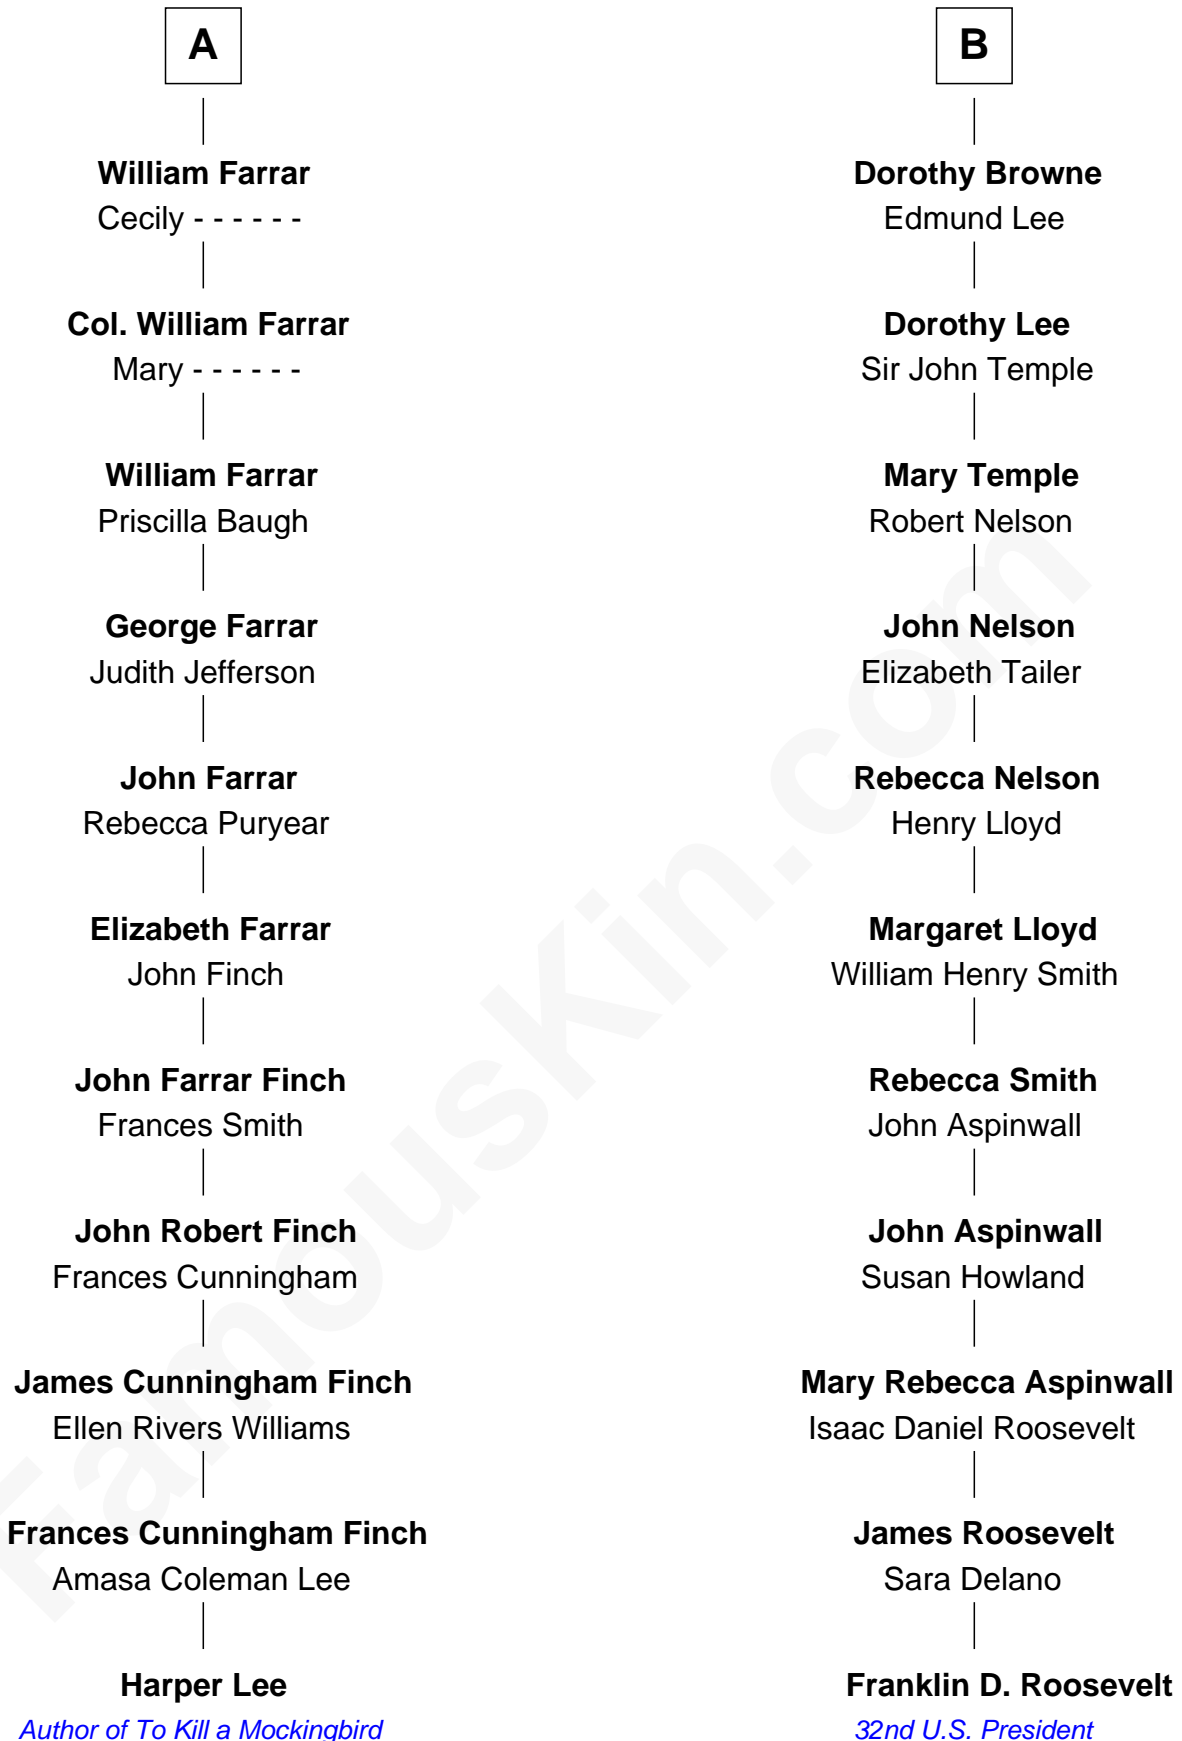 A
William Farrar
Cecily - - - - - -
Col. William Farrar
Mary - - - - - -
William Farrar
Priscilla Baugh
George Farrar
Judith Jefferson
John Farrar
Rebecca Puryear
Elizabeth Farrar
John Finch
John Farrar Finch
Frances Smith
John Robert Finch
Frances Cunningham
James Cunningham Finch
Ellen Rivers Williams
Frances Cunningham Finch
Amasa Coleman Lee
Harper Lee
Author of To Kill a Mockingbird
B
Dorothy Browne
Edmund Lee
Dorothy Lee
Sir John Temple
Mary Temple
Robert Nelson
John Nelson
Elizabeth Tailer
Rebecca Nelson
Henry Lloyd
Margaret Lloyd
William Henry Smith
Rebecca Smith
John Aspinwall
John Aspinwall
Susan Howland
Mary Rebecca Aspinwall
Isaac Daniel Roosevelt
James Roosevelt
Sara Delano
Franklin D. Roosevelt
32nd U.S. President
FamousKin.com